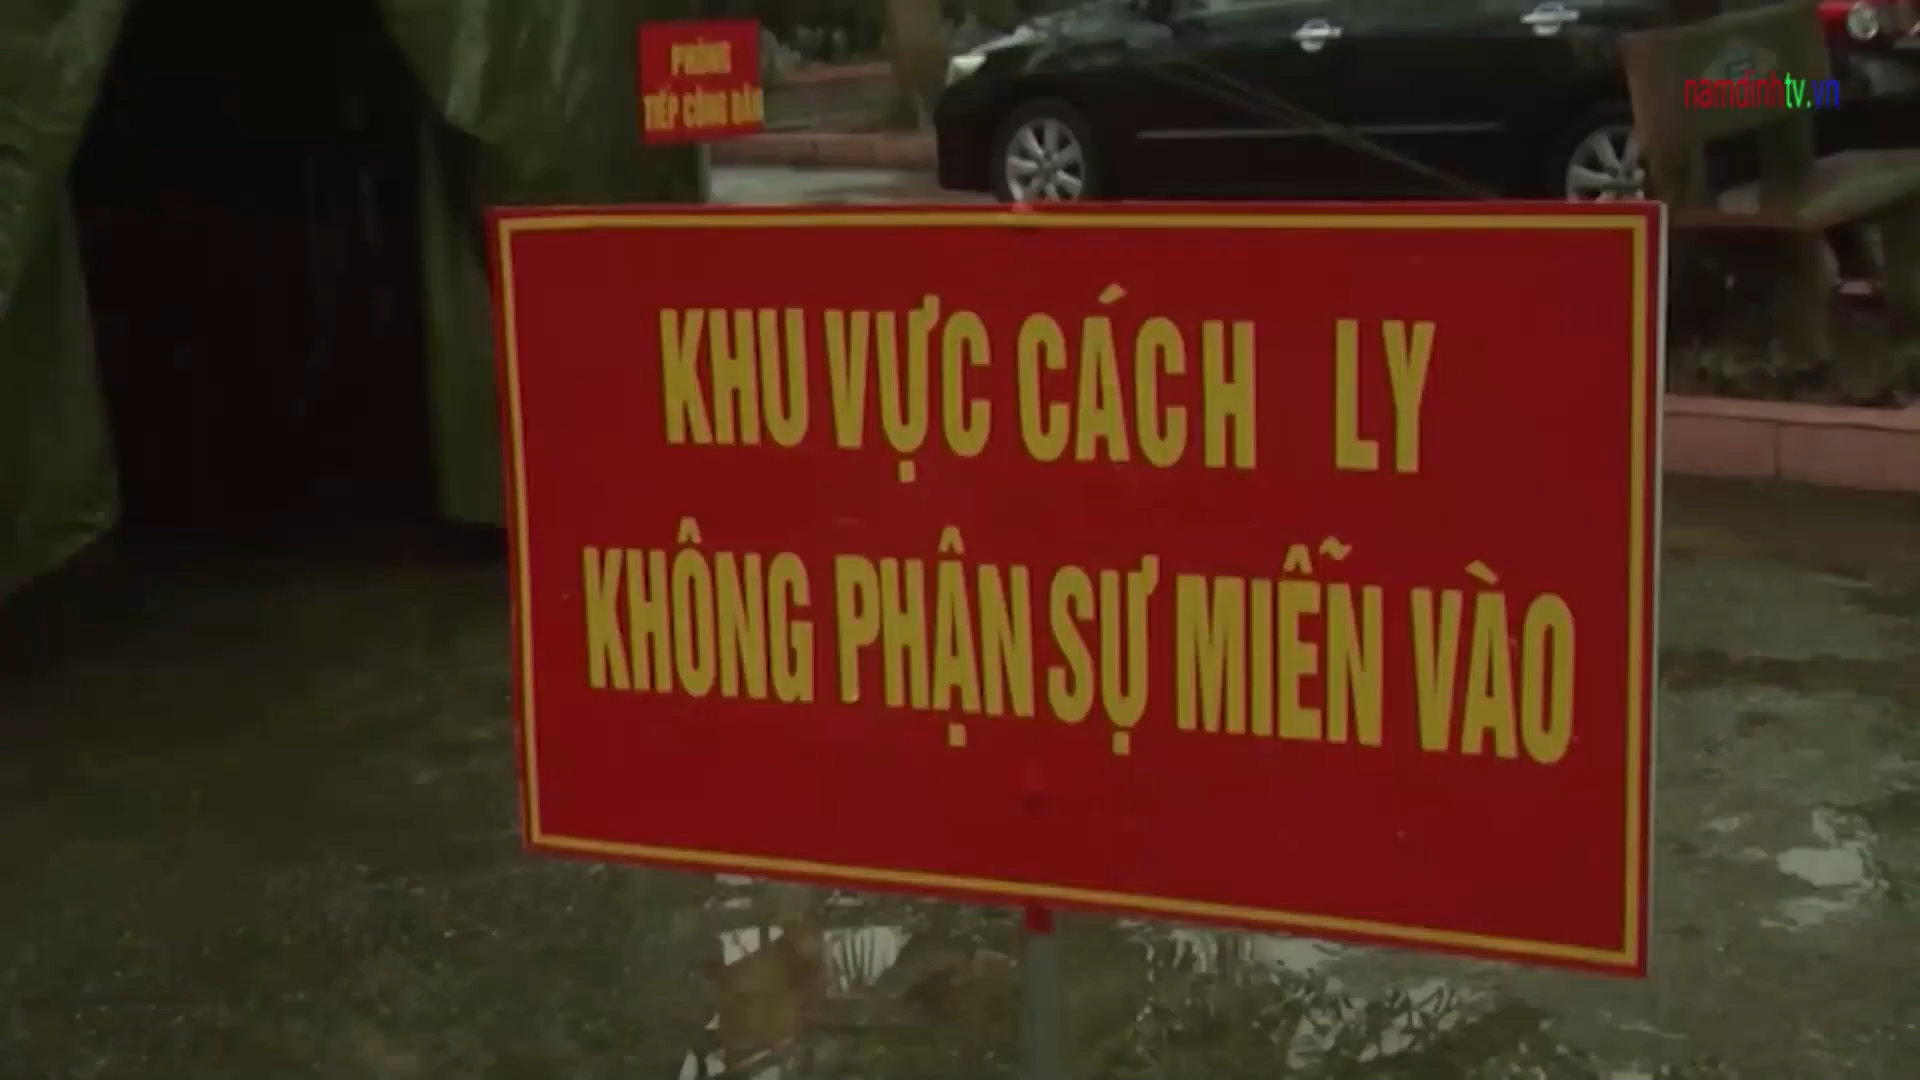 PHÒNG
TIẾP CÔNG DÂN
namdinhtv.vn
KHU VỰC CÁCH LY
KHÔNG PHẬN SỰ MIỄN VÀO